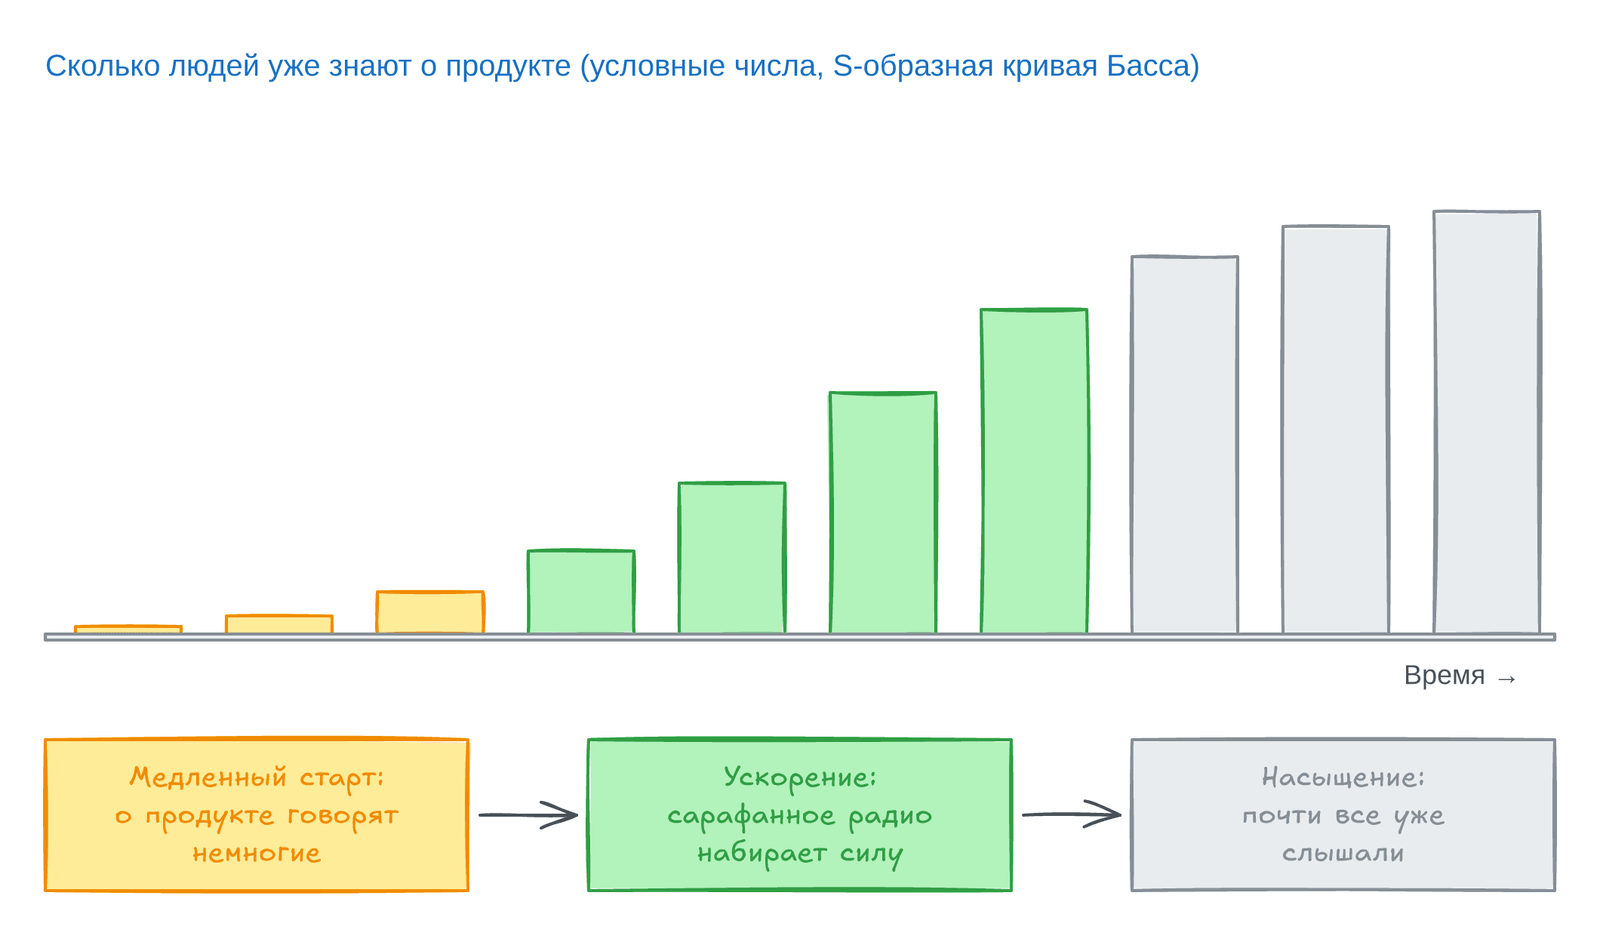 Сколько людей уже знают о продукте (условные числа, S-образная кривая Басса)
Время →
Медленный старт:
о продукте говорят
немногие
Ускорение:
сарафанное радио
набирает силу
Насыщение:
почти все уже
слышали